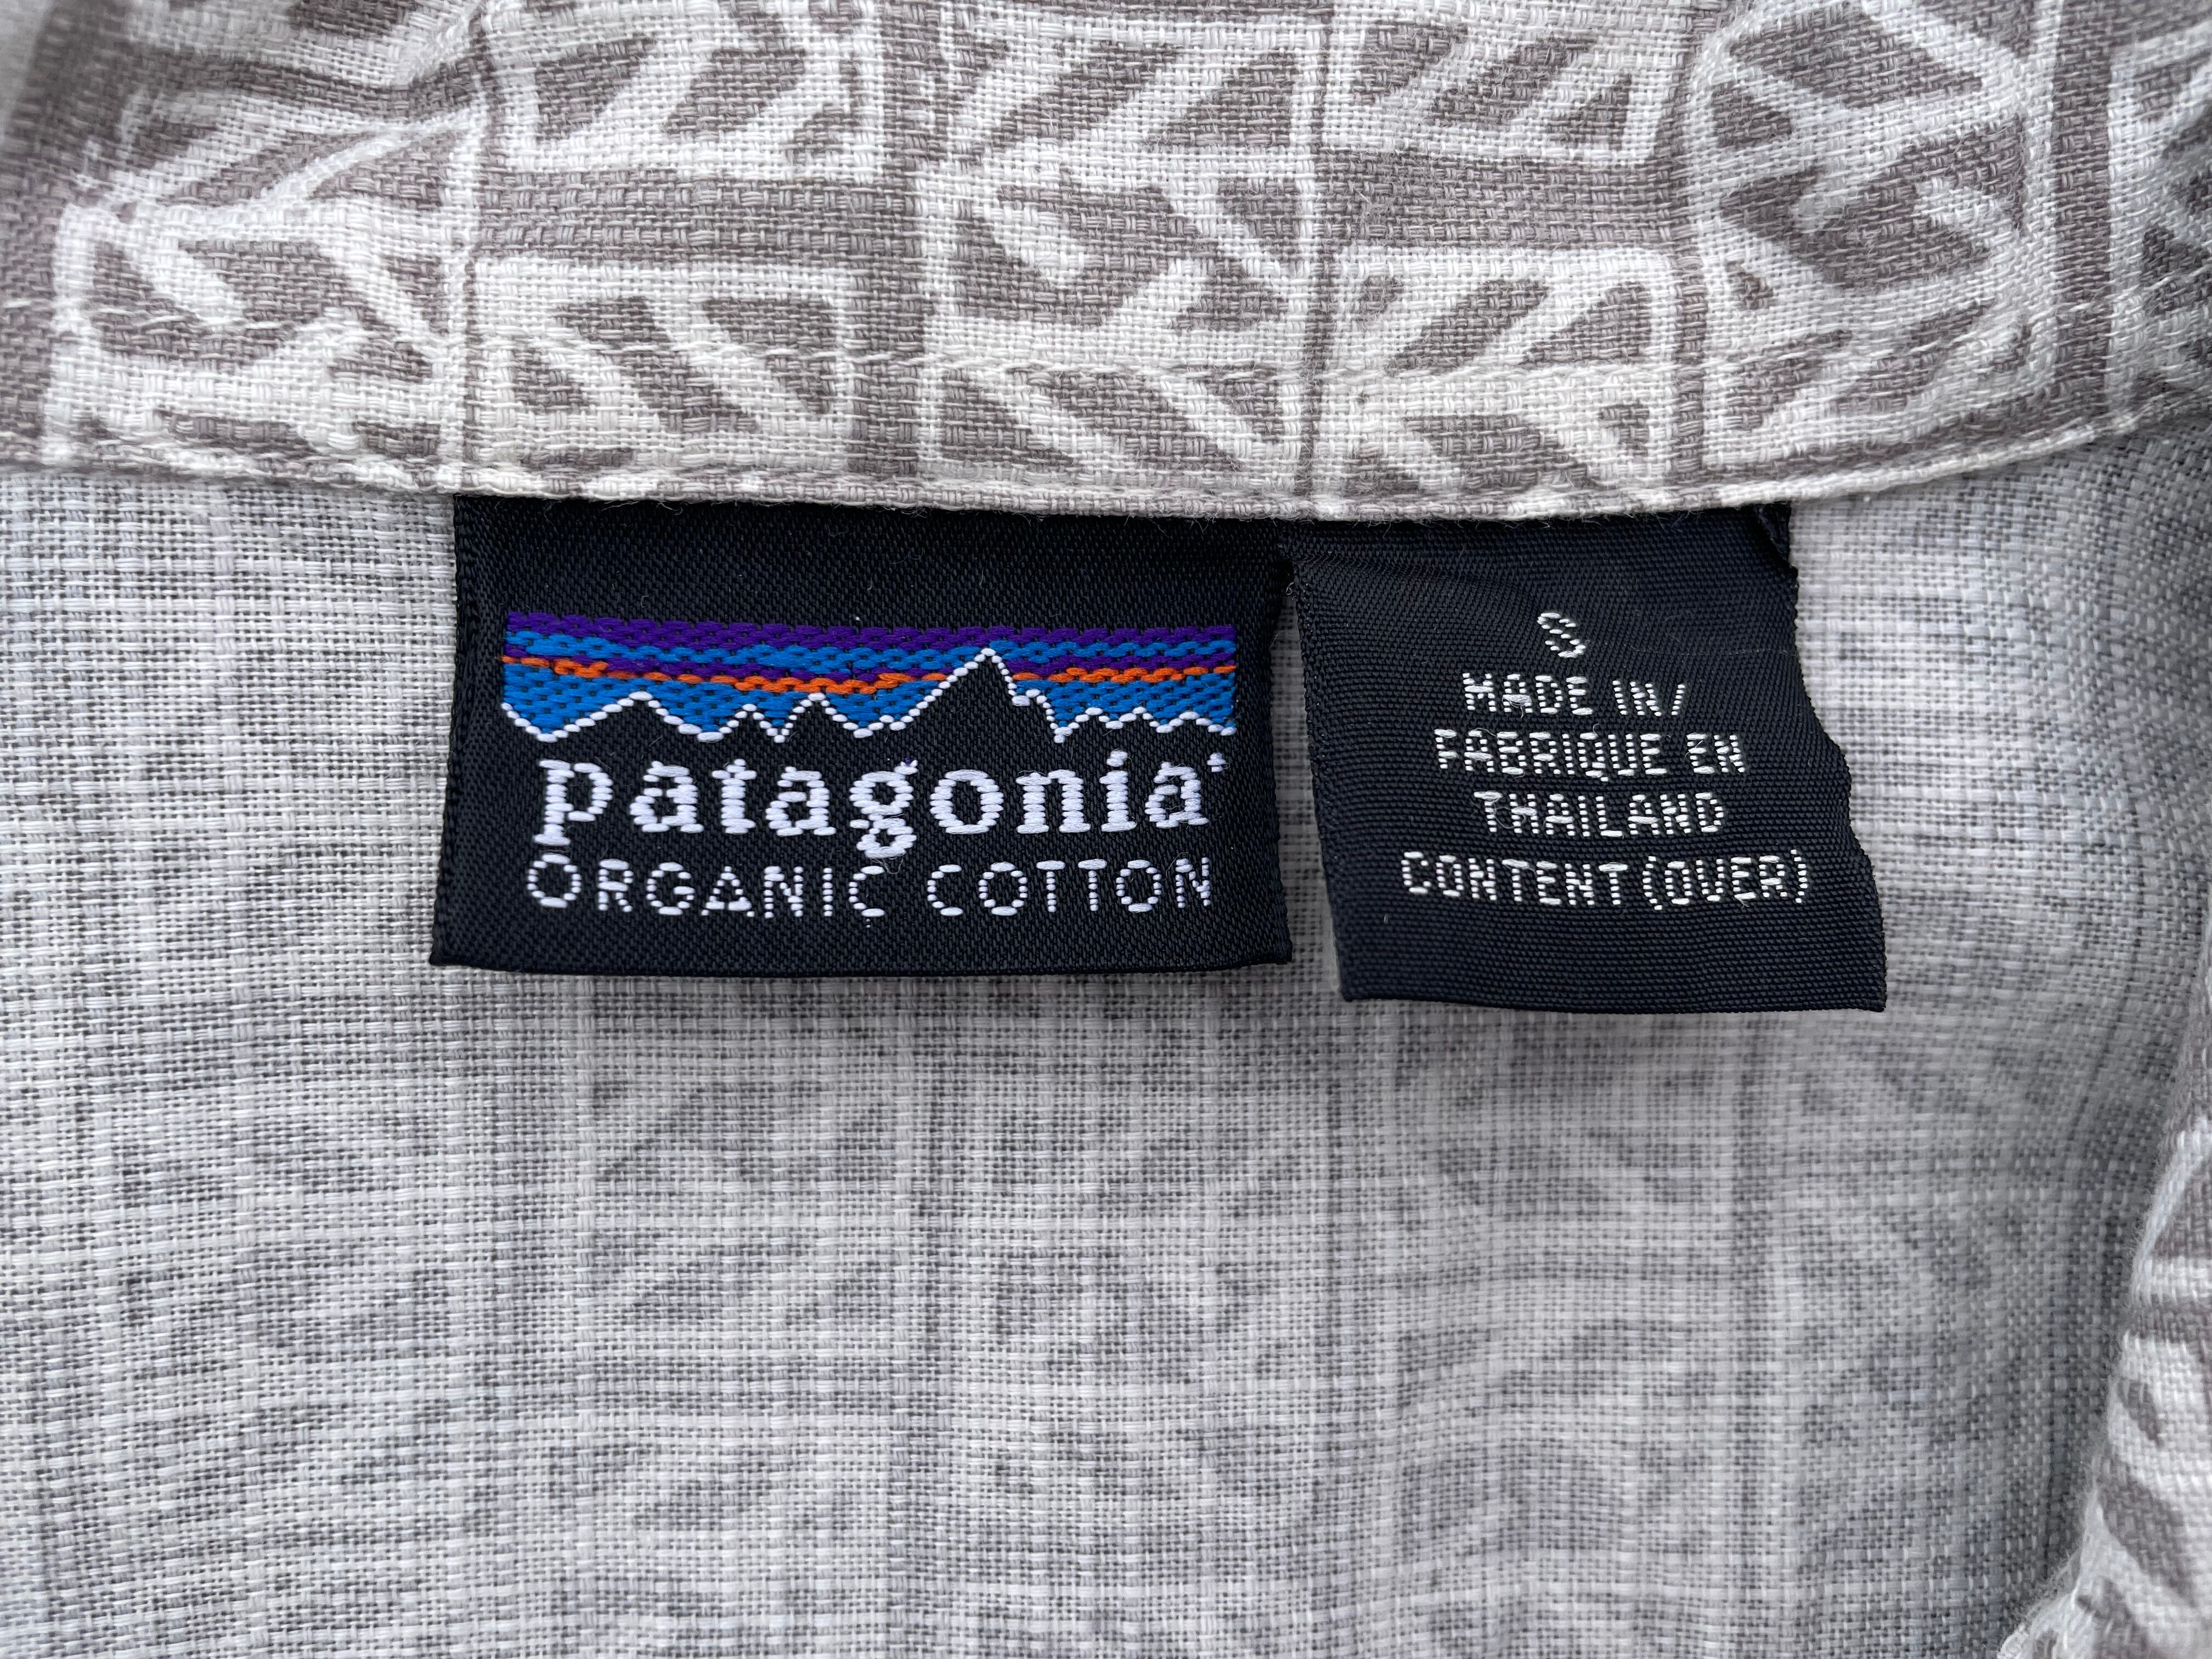 patagonia
ORGANIC COTTON
S
MADE IN/
FABRIQUE EN
THAILAND
CONTENT (OVER)